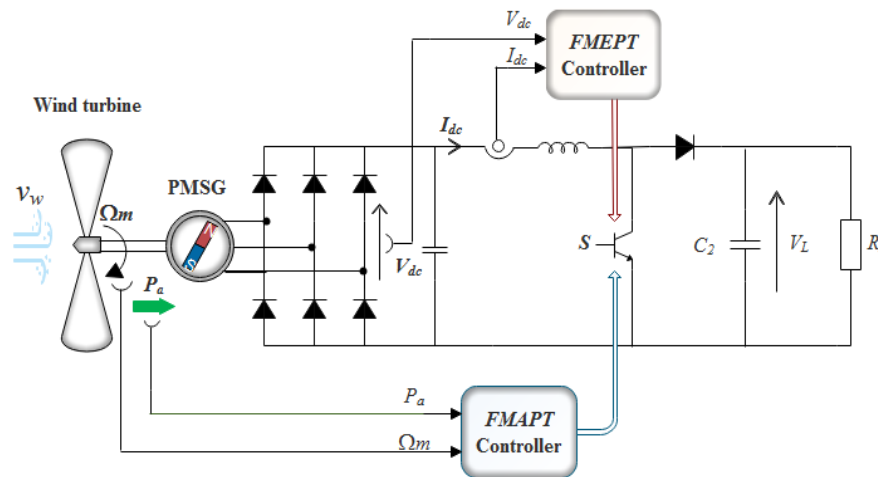 V_dc
FMEPT
Controller
I_dc
Wind turbine
I_dc
v_w
PMSG
Ωm
N
S
S
C_2
V_L
R
V_dc
P_a
P_a
FMAPT
Controller
Ωm